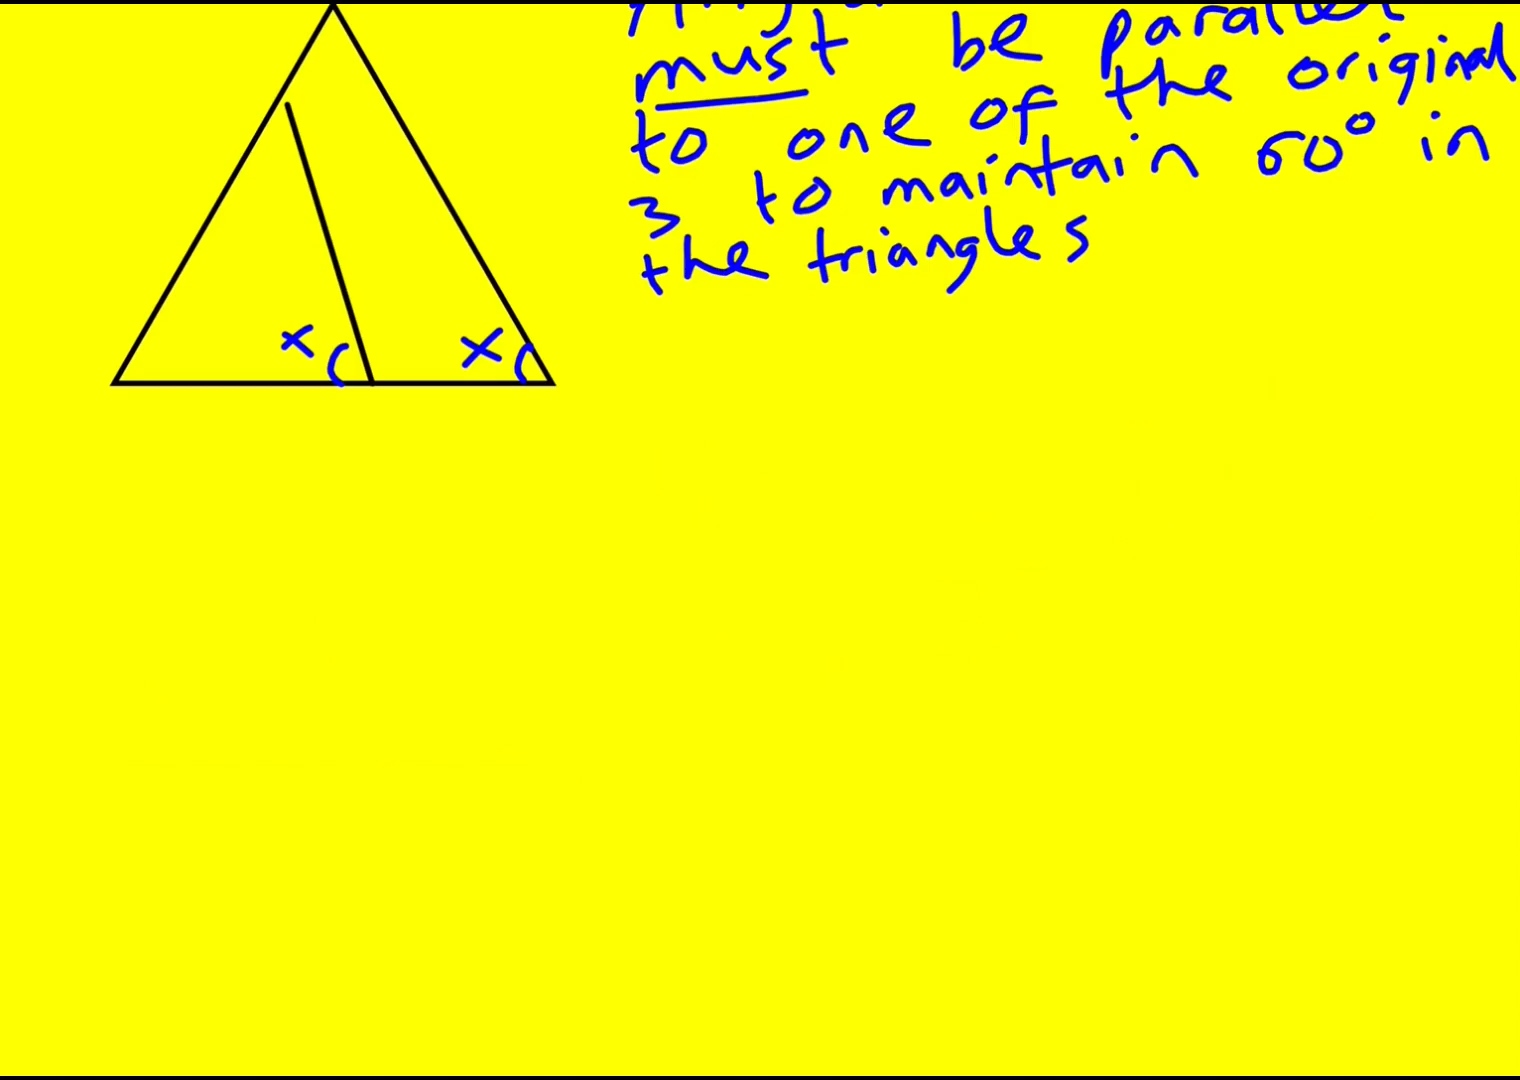 must be parallel
to one of the original
3 to maintain 60° in
the triangles
x x